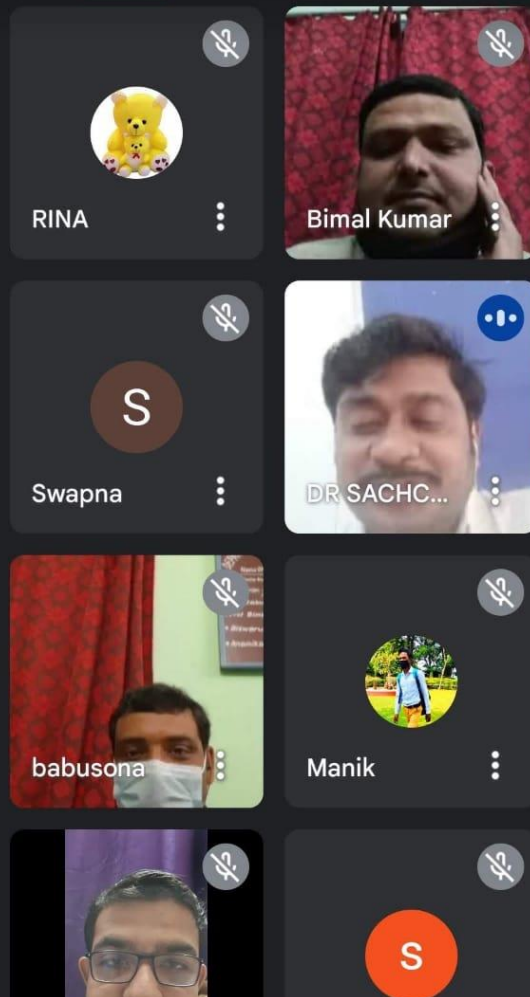 RINA
Bimal Kumar
S
Swapna
DR SACHC...
babusona
Manik
S